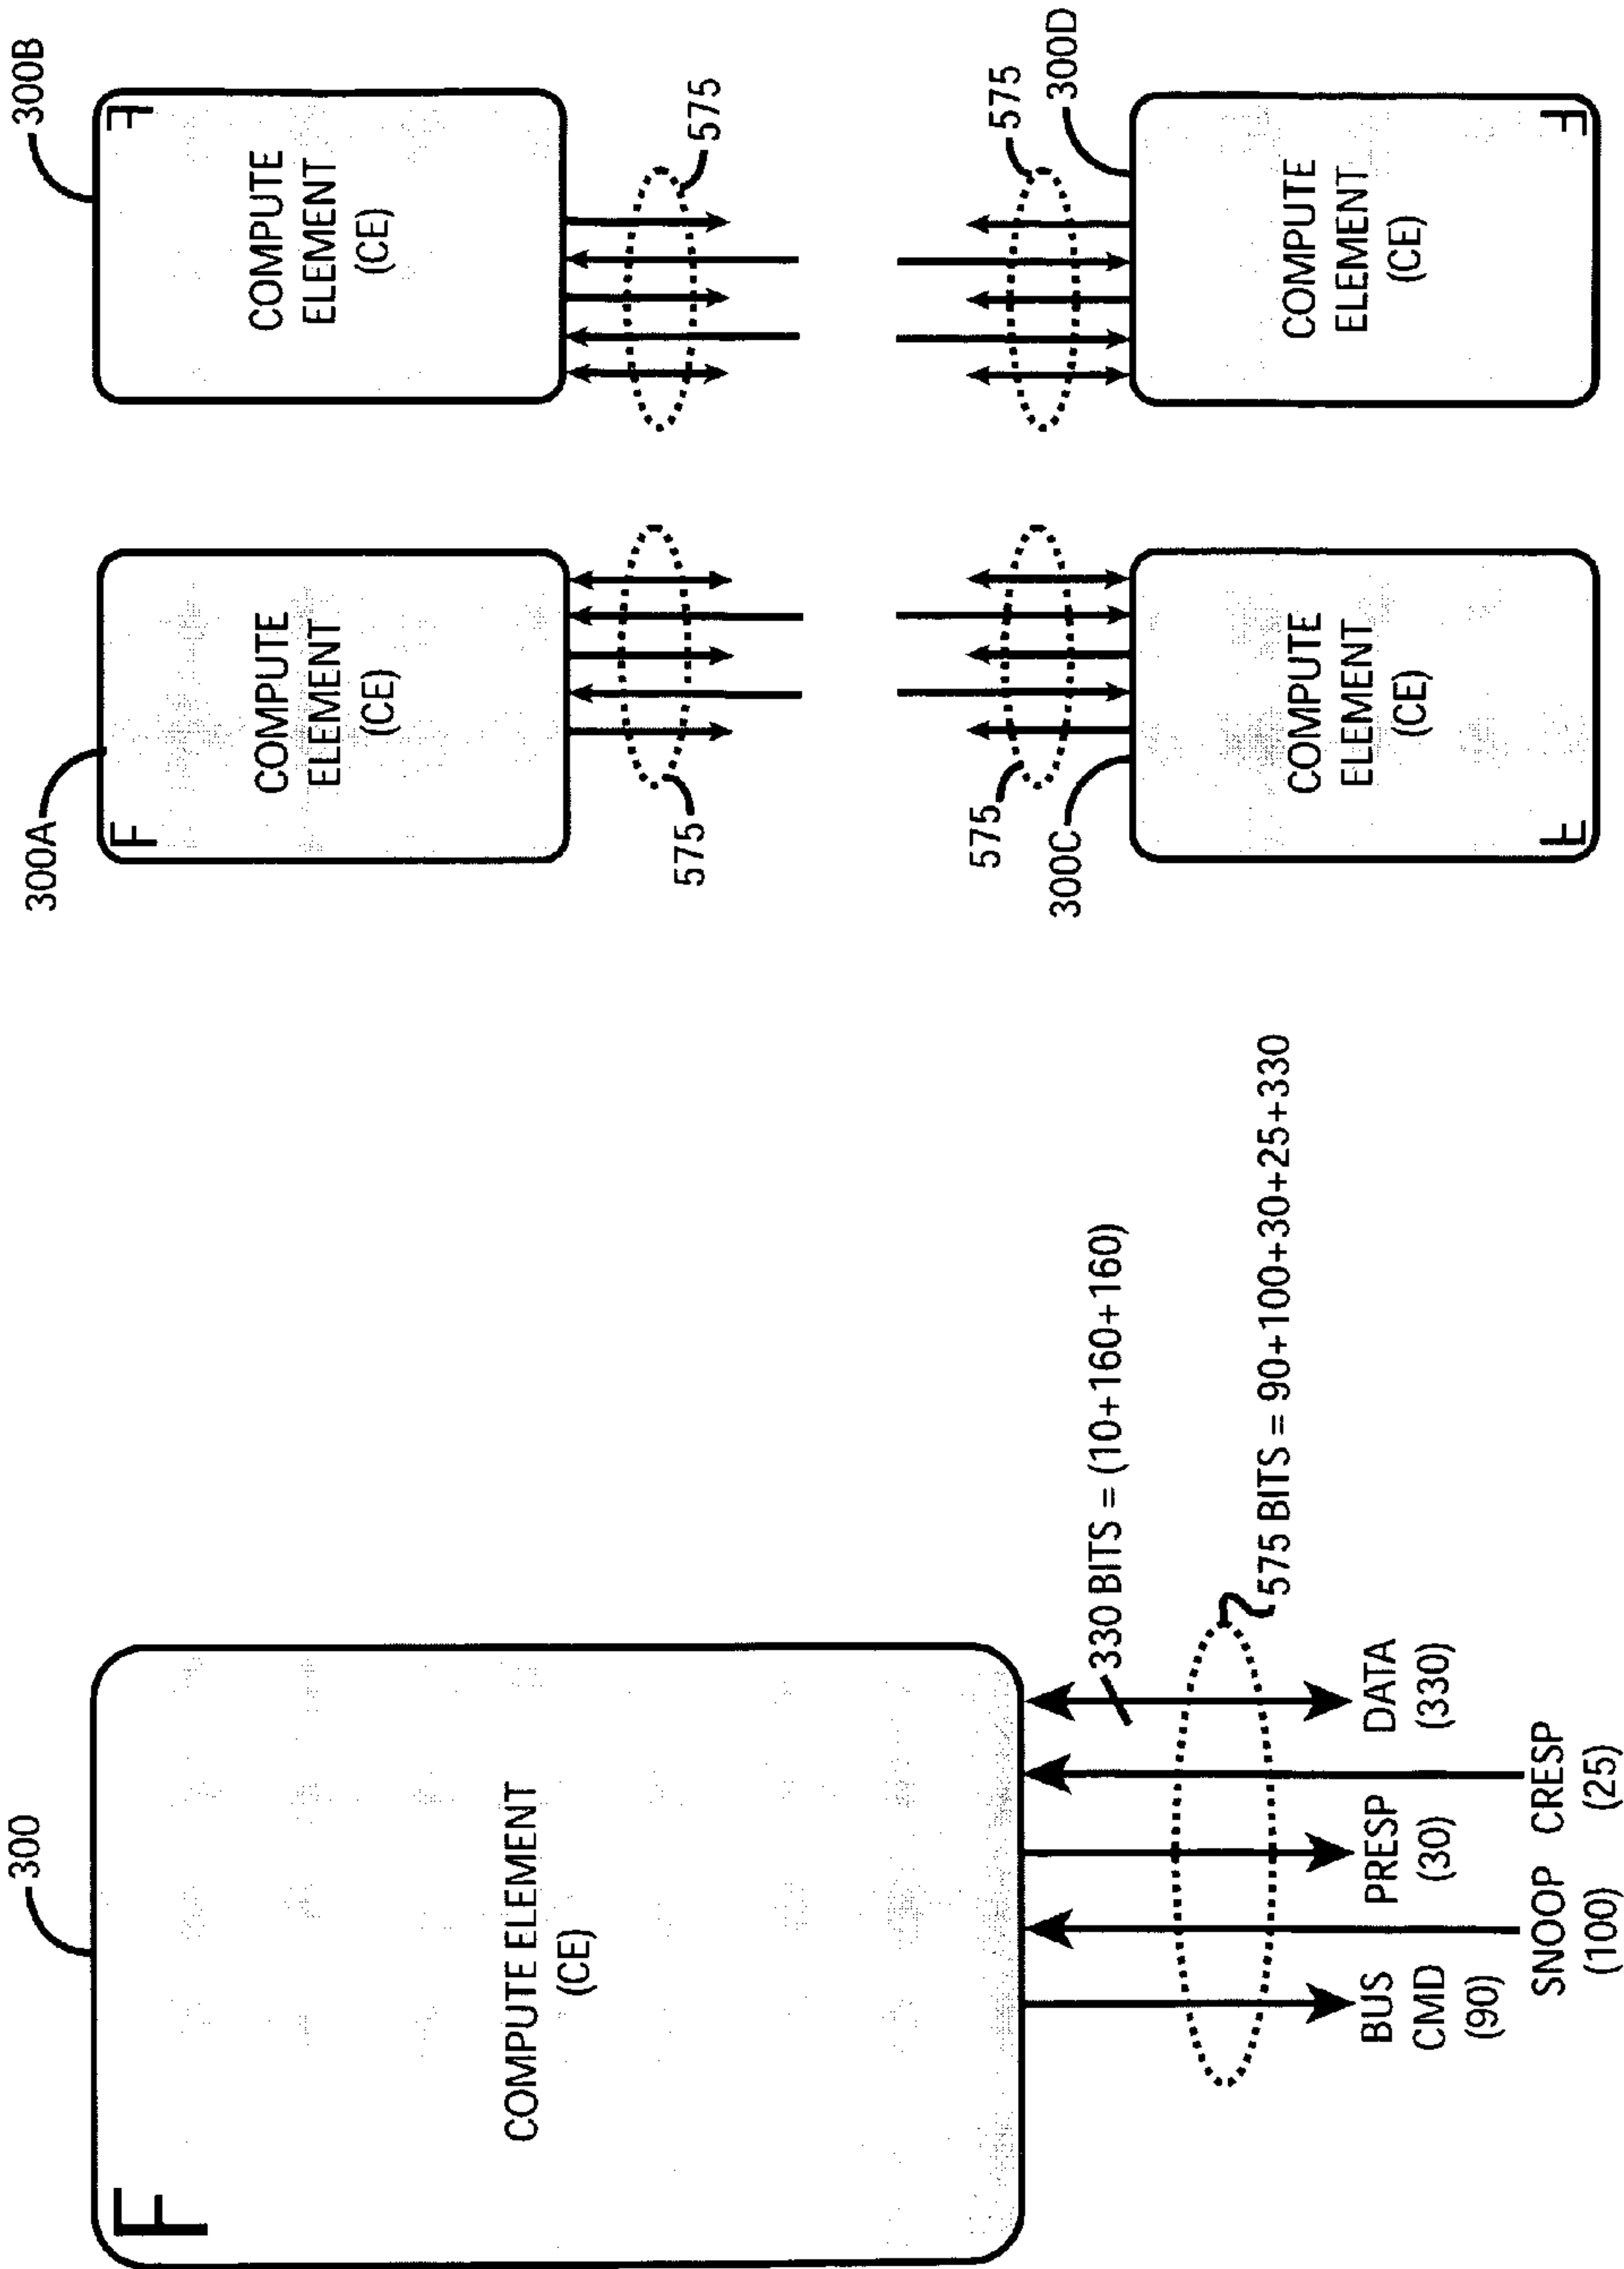 300
F
COMPUTE ELEMENT
(CE)
330 BITS = (10+160+160)
575 BITS = 90+100+30+25+330
BUS
CMD
(90)
SNOOP
(100)
PRESP
(30)
CRESP
(25)
DATA
(330)
300A
F
COMPUTE
ELEMENT
(CE)
575
300B
F
COMPUTE
ELEMENT
(CE)
575
575
300C
F
COMPUTE
ELEMENT
(CE)
575
300D
F
COMPUTE
ELEMENT
(CE)